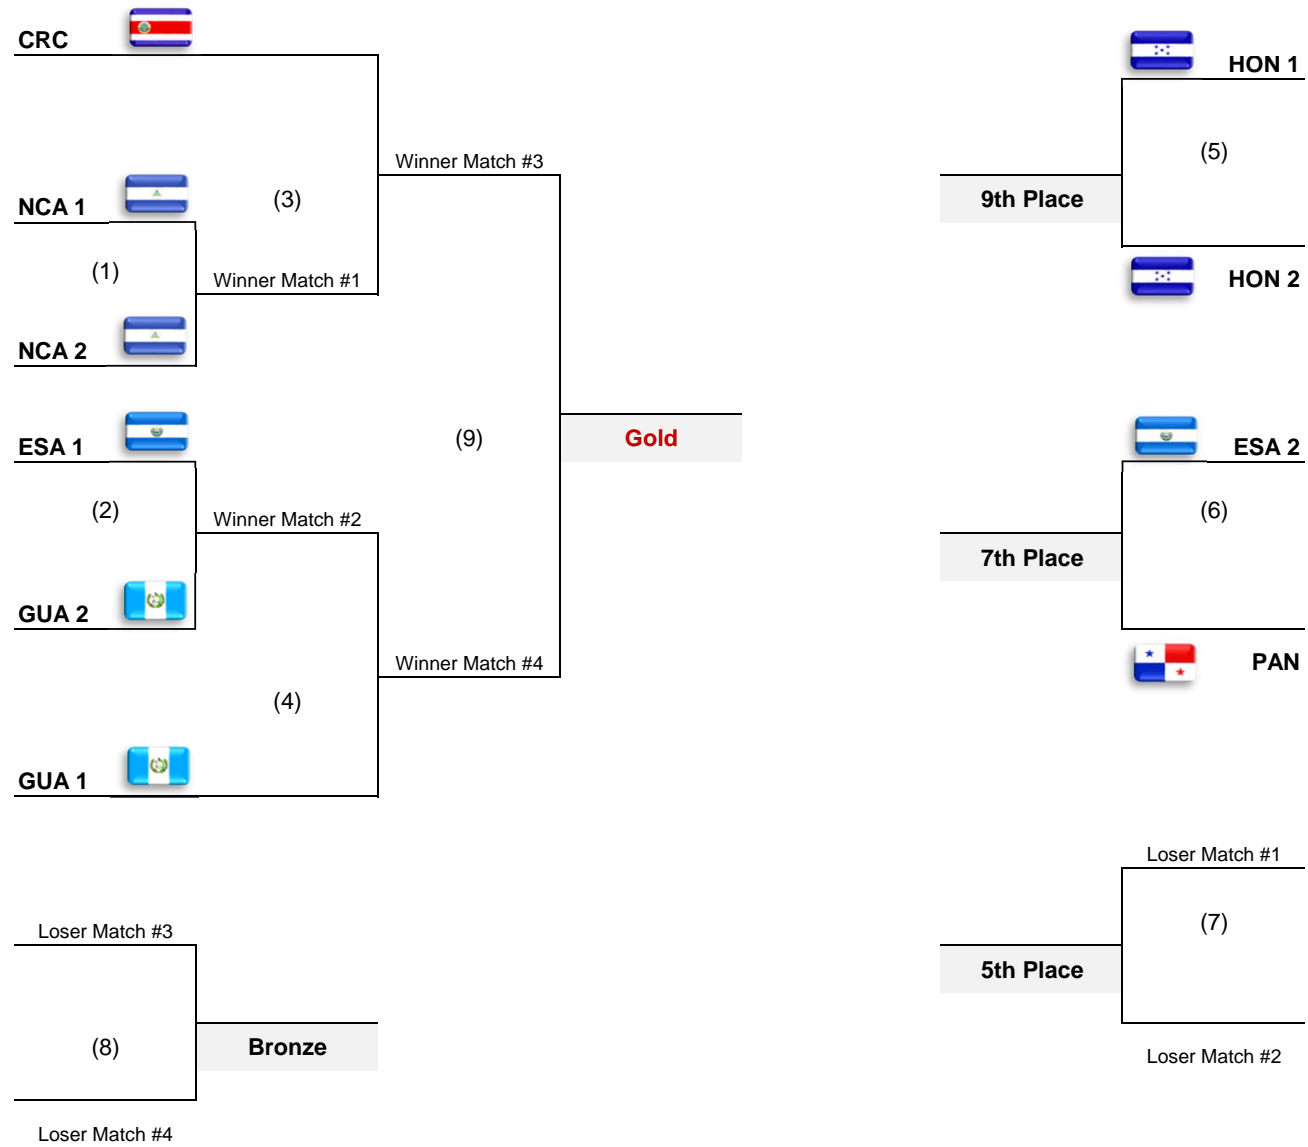 CRC
NCA 1
(1)
NCA 2
(3)
Winner Match #1
Winner Match #3
ESA 1
(2)
GUA 2
Winner Match #2
(9)
Gold
Winner Match #4
(4)
GUA 1
Loser Match #3
(8)
Bronze
Loser Match #4
HON 1
(5)
9th Place
HON 2
ESA 2
(6)
7th Place
PAN
Loser Match #1
(7)
5th Place
Loser Match #2